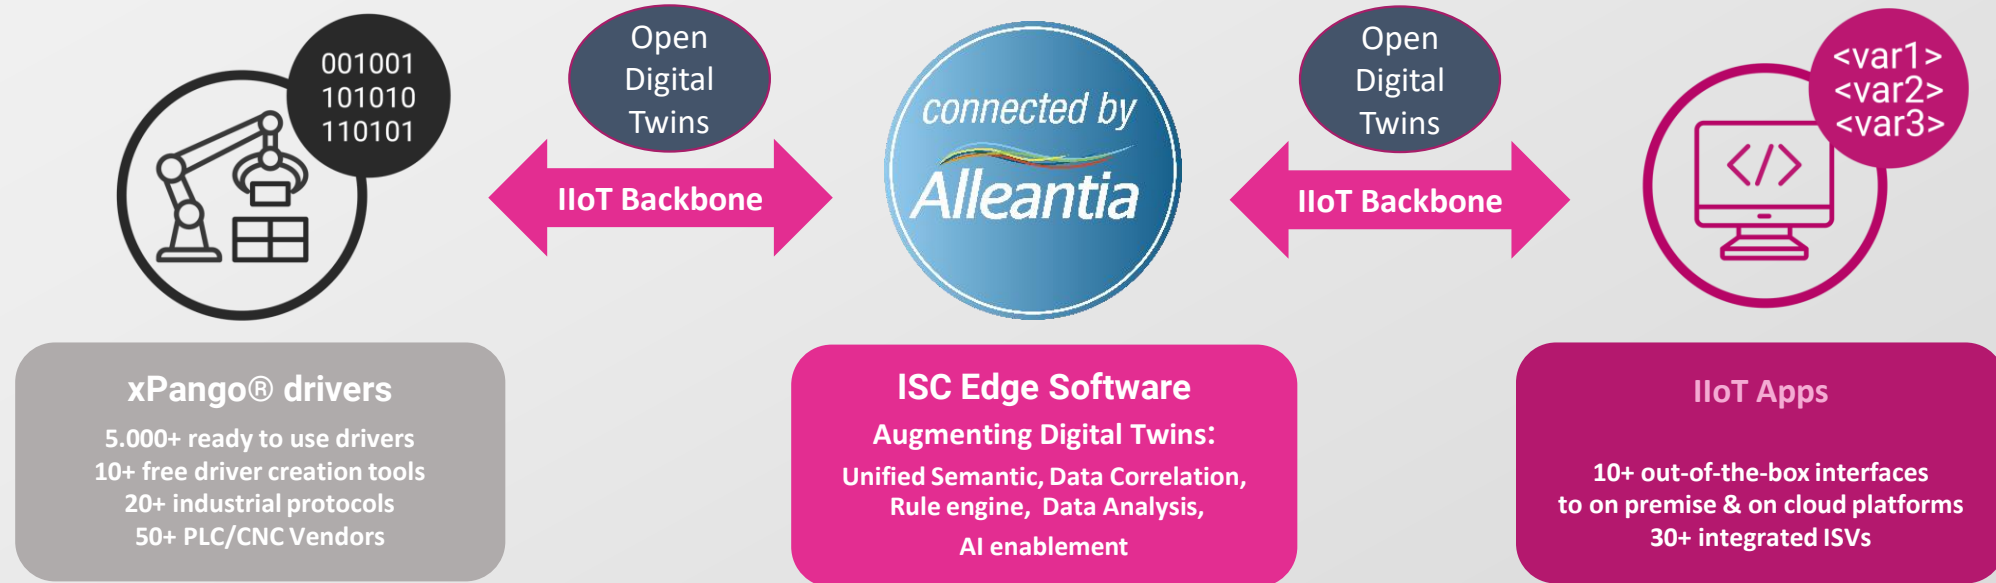 001001
101010
110101
Open
Digital
Twins
IIoT Backbone
connected by
Alleantia
Open
Digital
Twins
IIoT Backbone
<var1>
<var2>
<var3>
</>
xPango® drivers
5.000+ ready to use drivers
10+ free driver creation tools
20+ industrial protocols
50+ PLC/CNC Vendors
ISC Edge Software
Augmenting Digital Twins:
Unified Semantic, Data Correlation,
Rule engine, Data Analysis,
AI enablement
IIoT Apps
10+ out-of-the-box interfaces
to on premise & on cloud platforms
30+ integrated ISVs